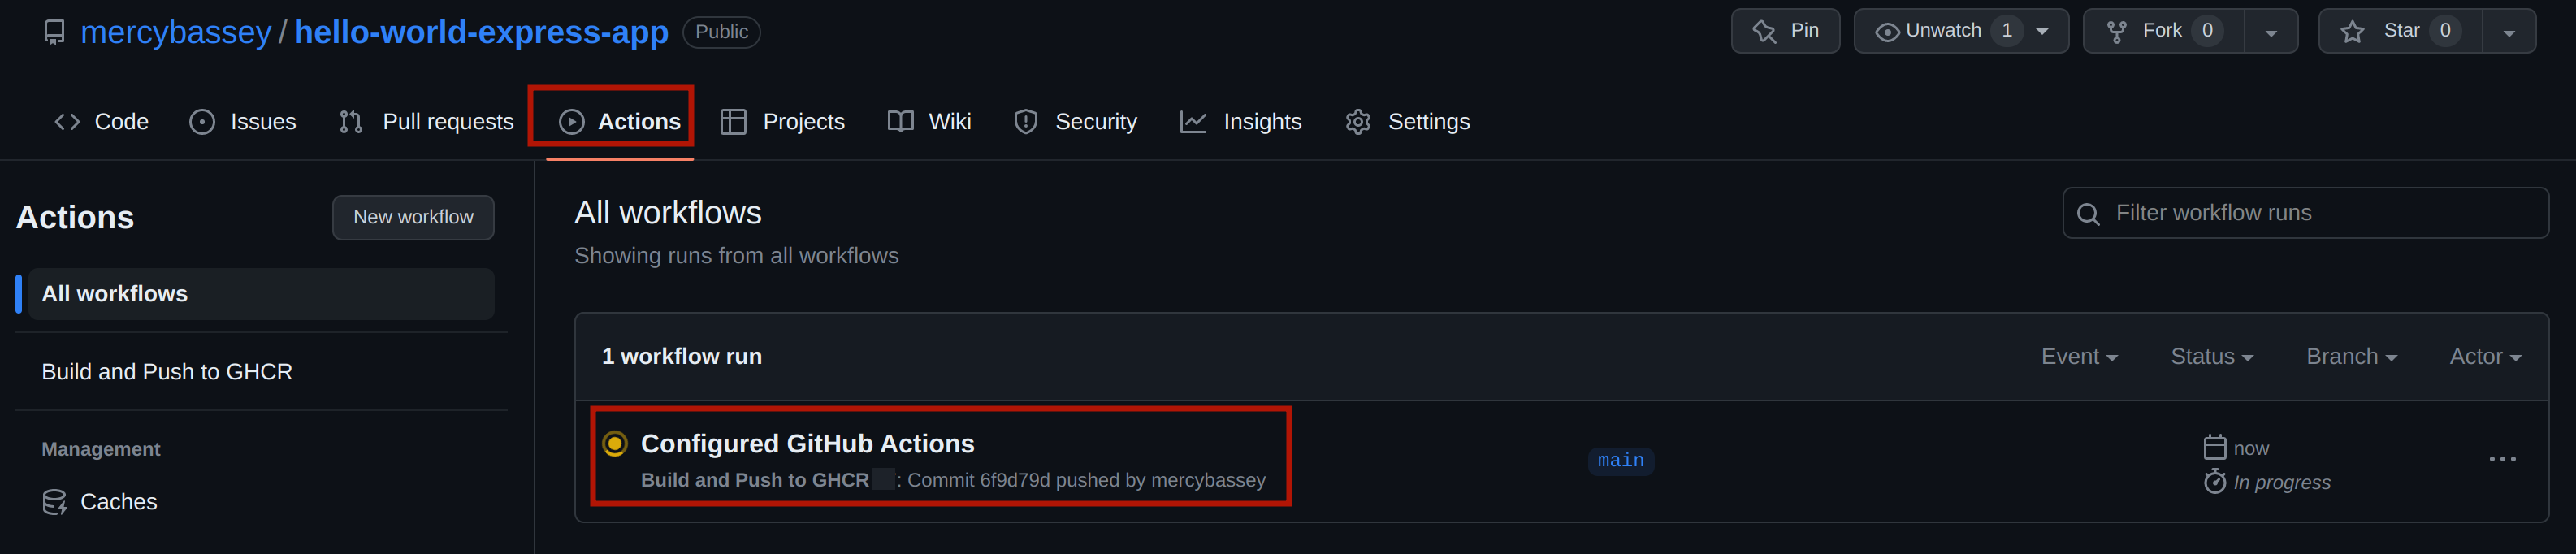 mercybassey / hello-world-express-app Public
Pin
Unwatch 1
Fork 0
Star 0
Code Issues Pull requests Actions Projects Wiki Security Insights Settings
Actions
New workflow
All workflows
Build and Push to GHCR
Management
Caches
All workflows
Showing runs from all workflows
Filter workflow runs
1 workflow run
Event Status Branch Actor
Configured GitHub Actions
Build and Push to GHCR : Commit 6f9d79d pushed by mercybassey
main
now
In progress